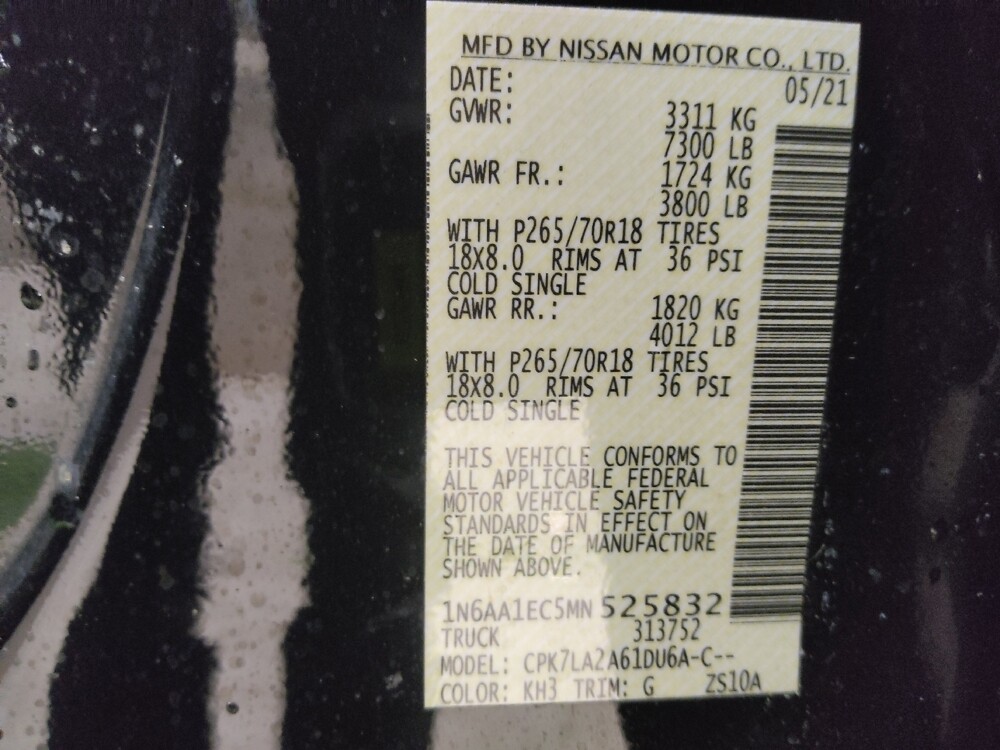 MFD BY NISSAN MOTOR CO., LTD.
DATE: 05/21
GVWR: 3311 KG
7300 LB
GAWR FR.: 1724 KG
3800 LB
WITH P265/70R18 TIRES
18X8.0 RIMS AT 36 PSI
COLD SINGLE
GAWR RR.: 1820 KG
4012 LB
WITH P265/70R18 TIRES
18X8.0 RIMS AT 36 PSI
COLD SINGLE
THIS VEHICLE CONFORMS TO
ALL APPLICABLE FEDERAL
MOTOR VEHICLE SAFETY
STANDARDS IN EFFECT ON
THE DATE OF MANUFACTURE
SHOWN ABOVE.
1N6AA1EC5MN525832
TRUCK 313752
MODEL: CPK7LA2A61DU6A-C--
COLOR: KH3 TRIM: G ZS10A